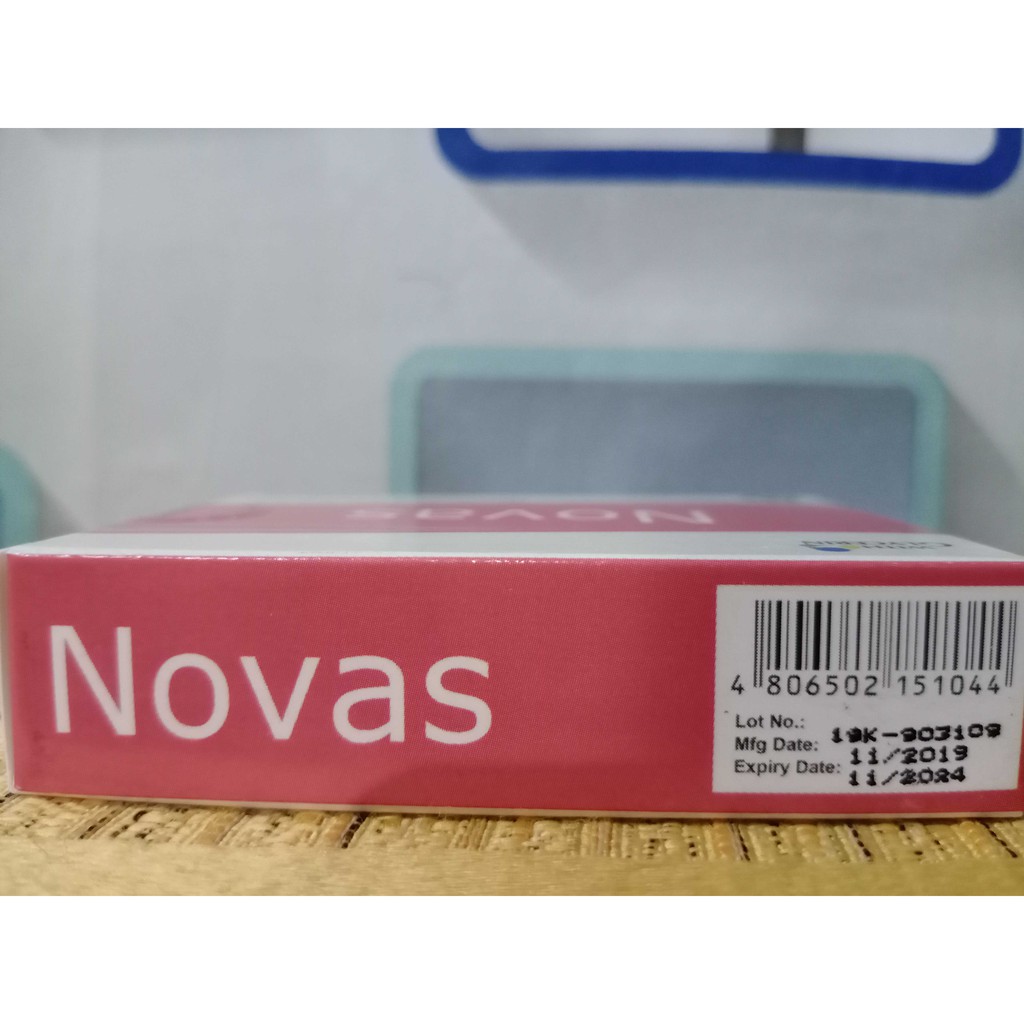 Novas
Novas
4 806502 151044
Lot No.: 19K-903109
Mfg Date: 11/2019
Expiry Date: 11/2024